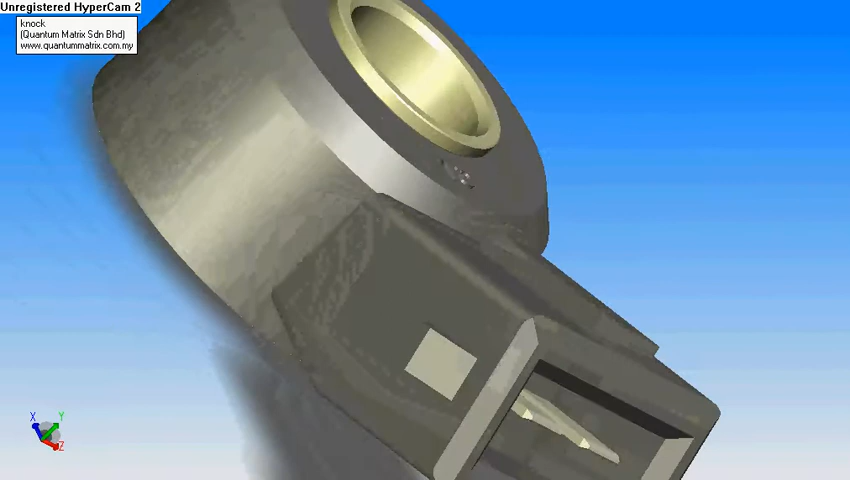 Unregistered HyperCam 2
knock
(Quantum Matrix Sdn Bhd)
www.quantummatrix.com.my
X
Y
Z